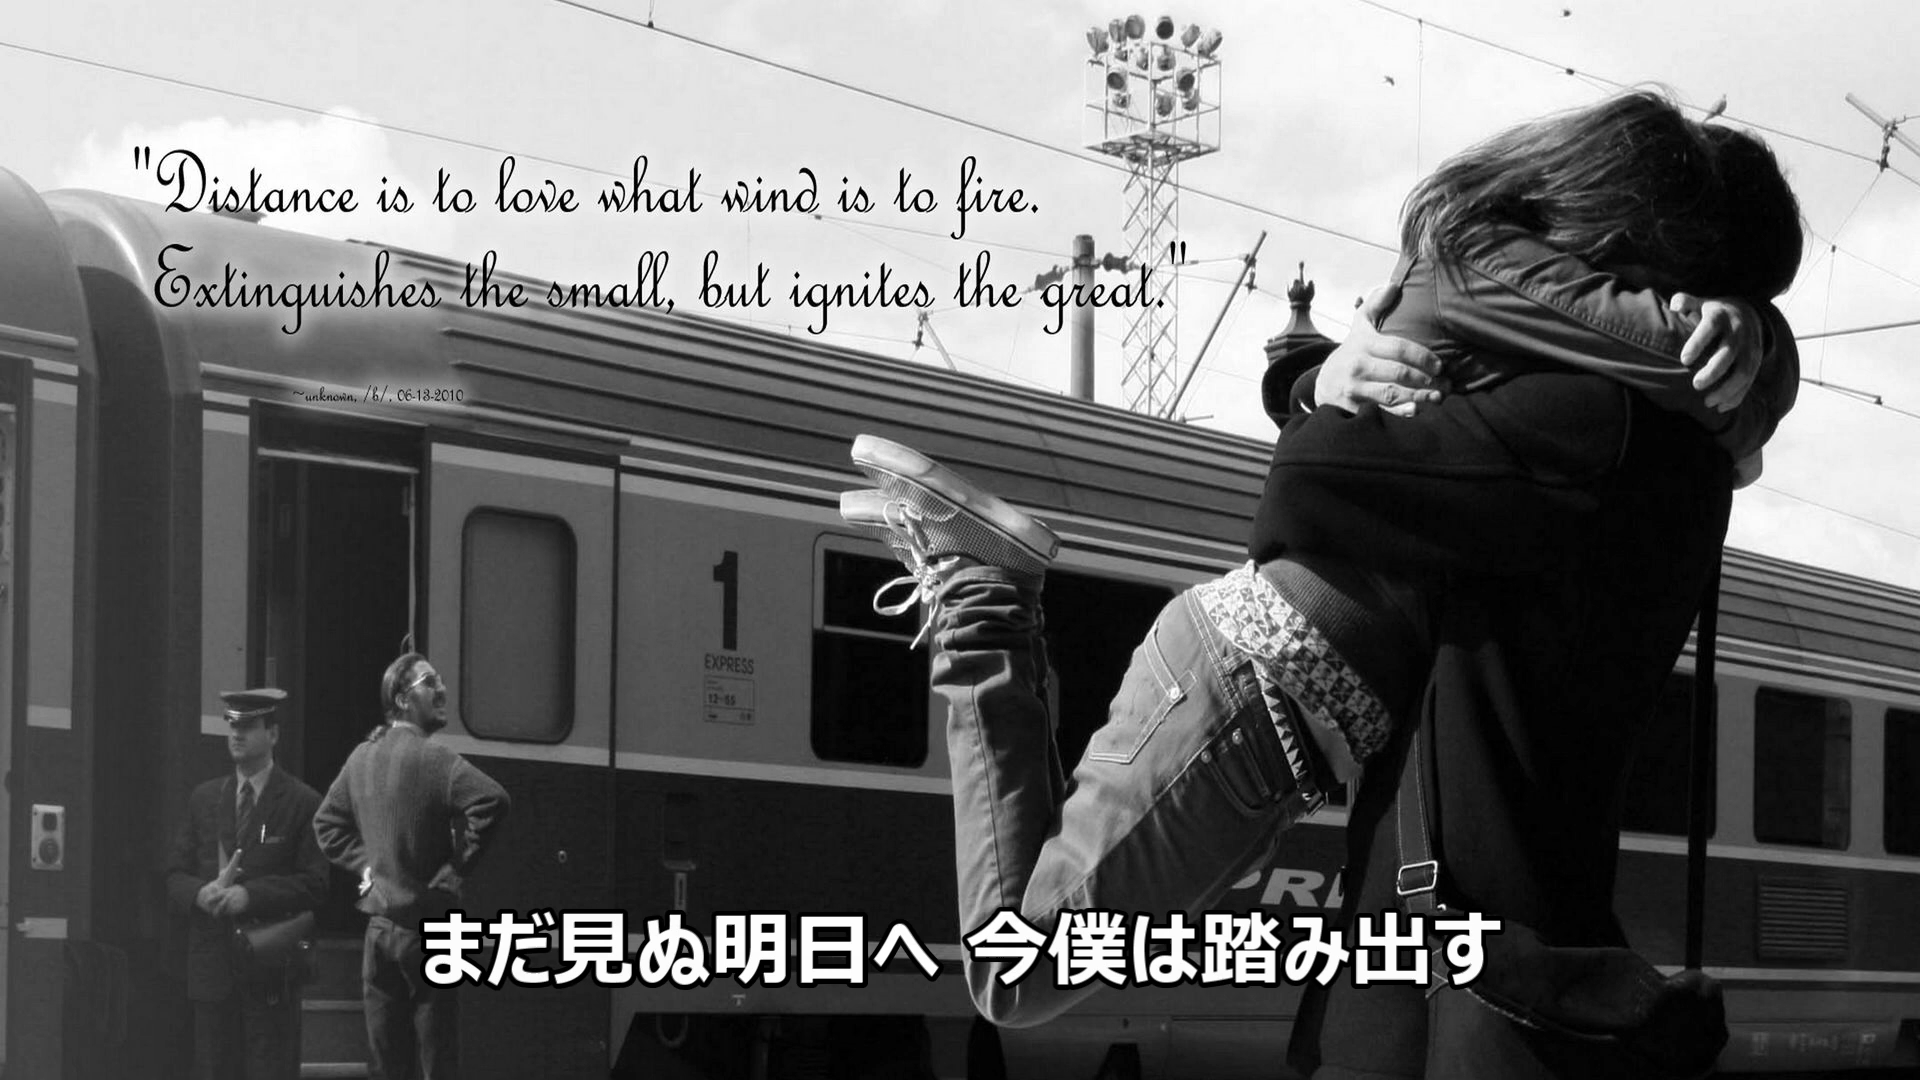 "Distance is to love what wind is to fire.
Extinguishes the small, but ignites the great."
~unknown, /b/, 06-13-2010
1
EXPRESS
まだ見ぬ明日へ 今僕は踏み出す